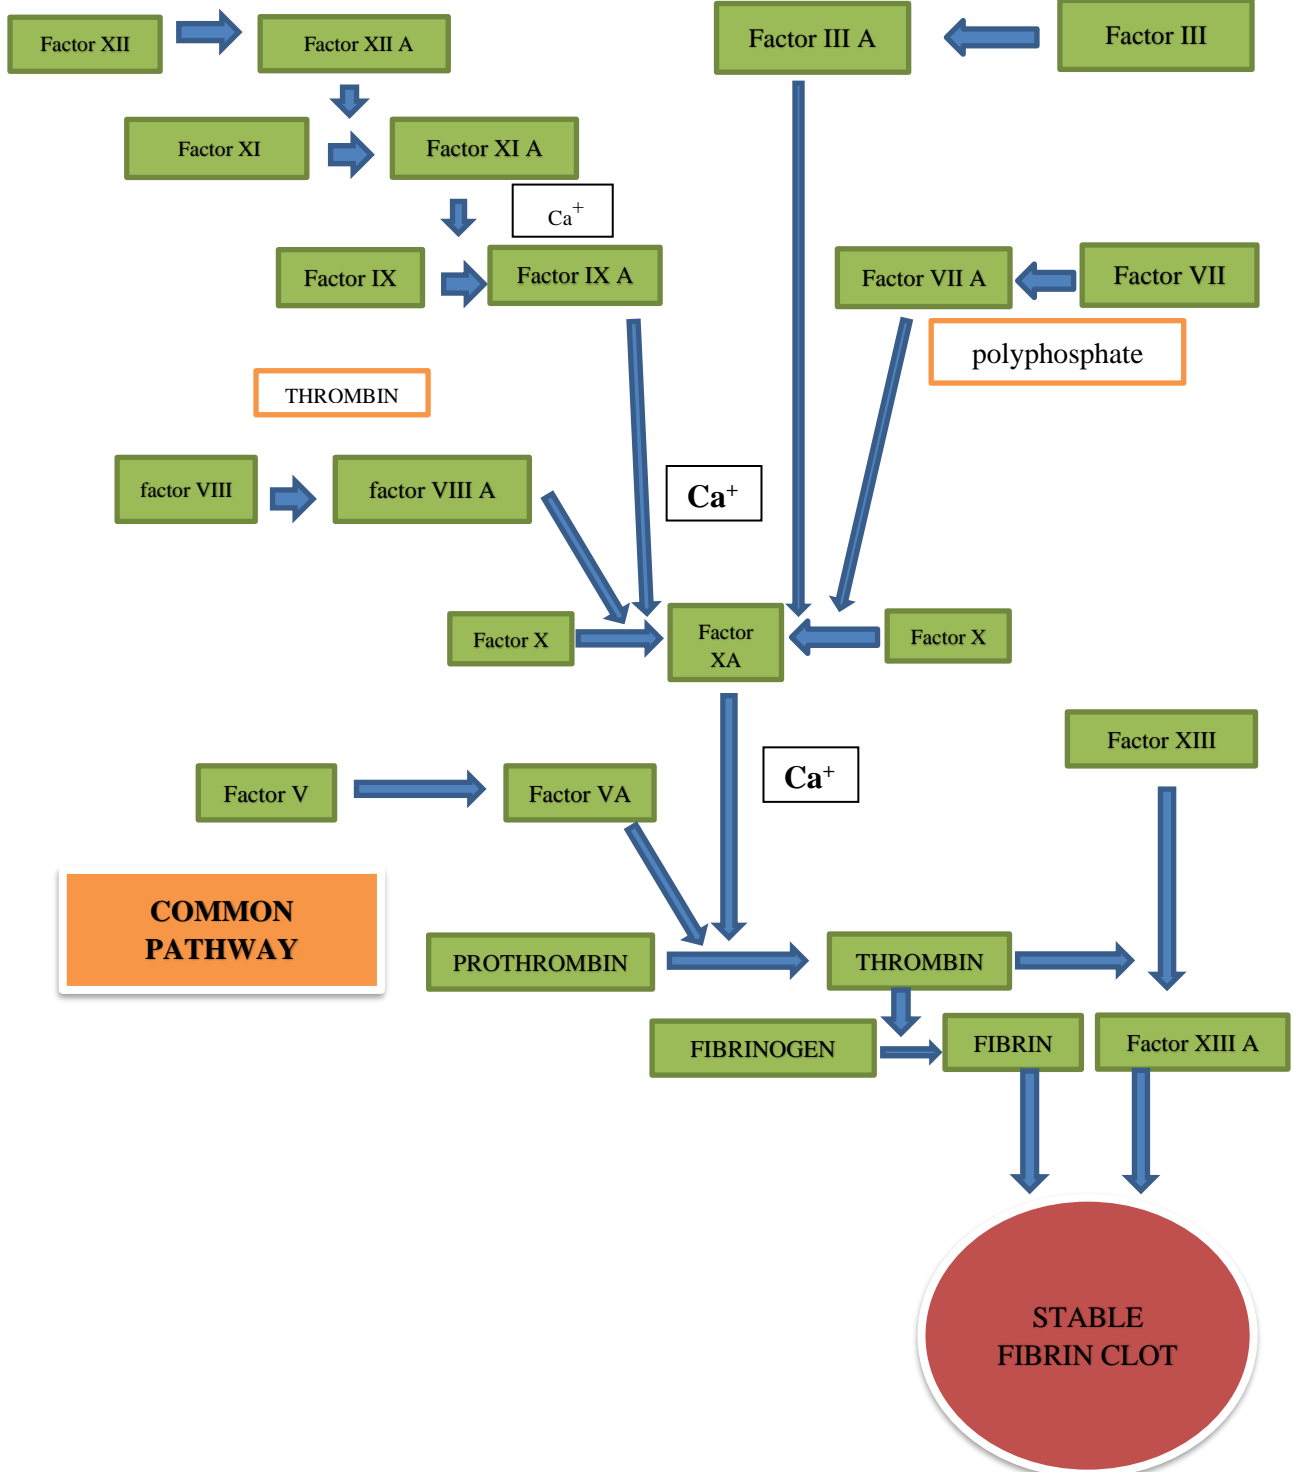 Factor XII
Factor XII A
Factor III A
Factor III
Factor XI
Factor XI A
Ca⁺
Factor IX
Factor IX A
Factor VII A
Factor VII
polyphosphate
THROMBIN
factor VIII
factor VIII A
Ca⁺
Factor X
Factor
XA
Factor X
Factor XIII
Factor V
Factor VA
Ca⁺
COMMON
PATHWAY
PROTHROMBIN
THROMBIN
FIBRINOGEN
FIBRIN
Factor XIII A
STABLE
FIBRIN CLOT